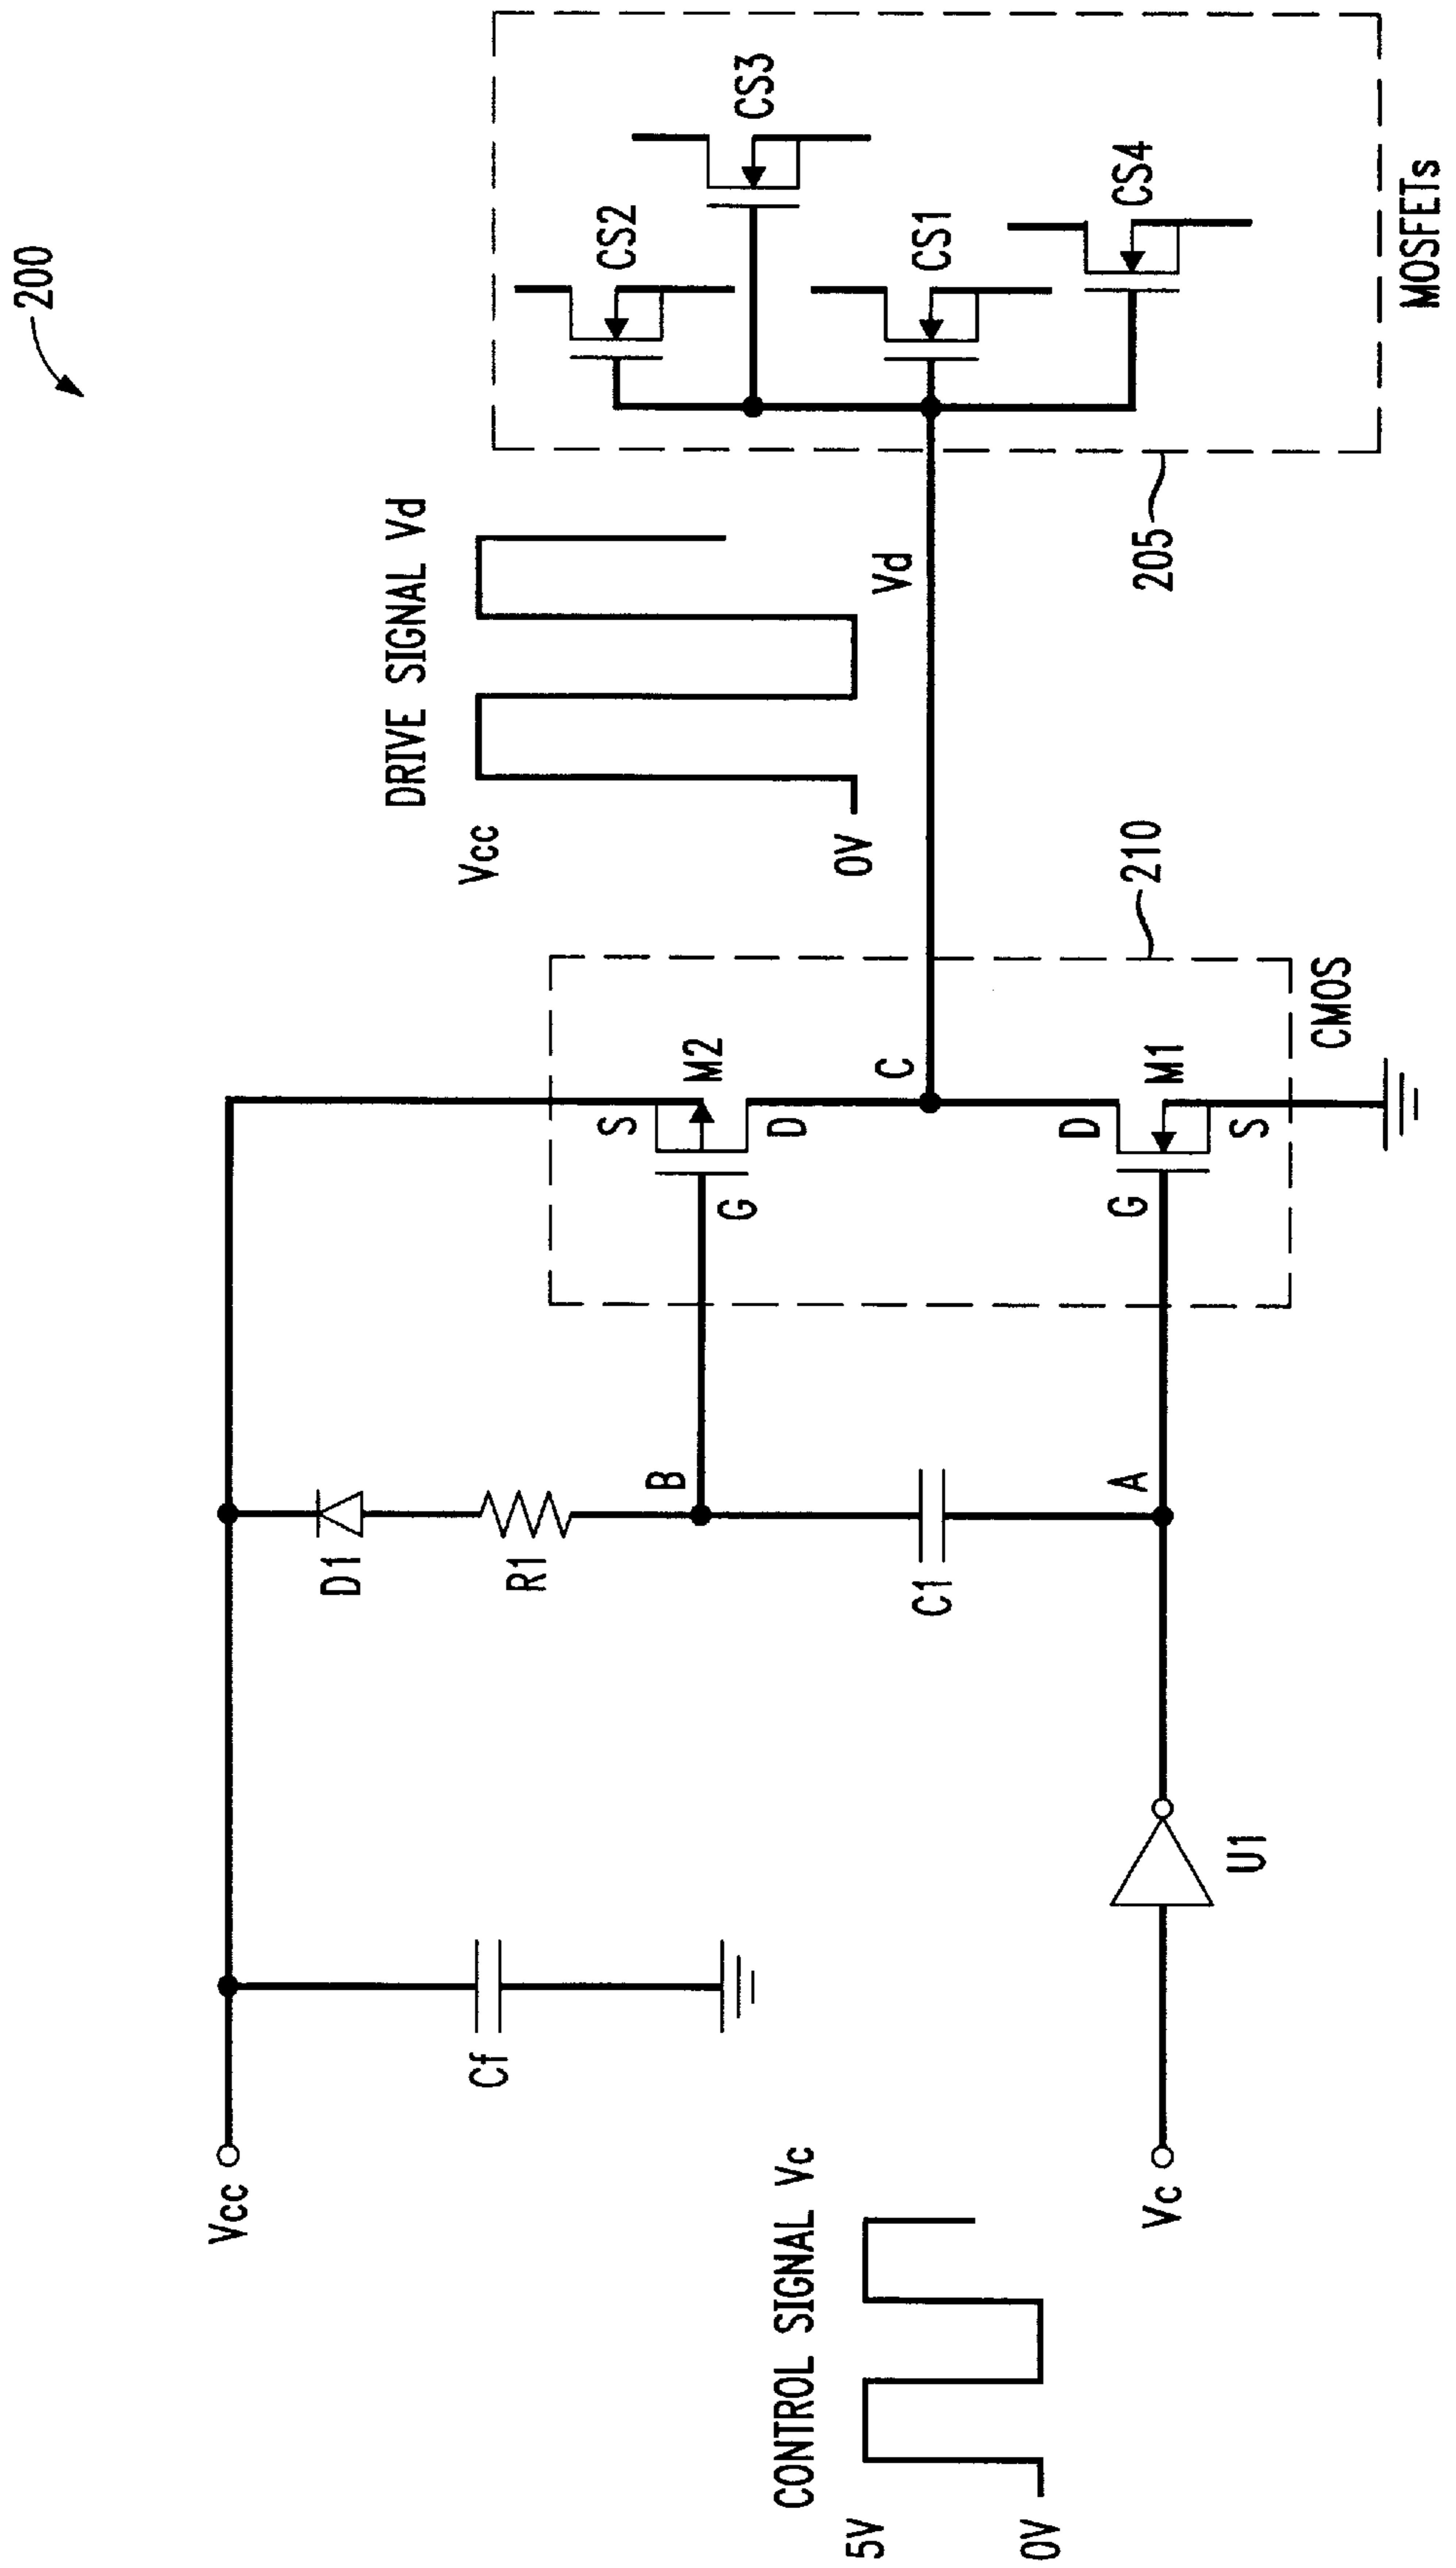 200
Vcc
Cf
D1
R1
B
C1
A
U1
Vc
CONTROL SIGNAL Vc
5V
0V
S
M2
G
D
C
D
M1
G
S
CMOS
210
DRIVE SIGNAL Vd
Vcc
0V
Vd
205
CS2
CS3
CS1
CS4
MOSFETs